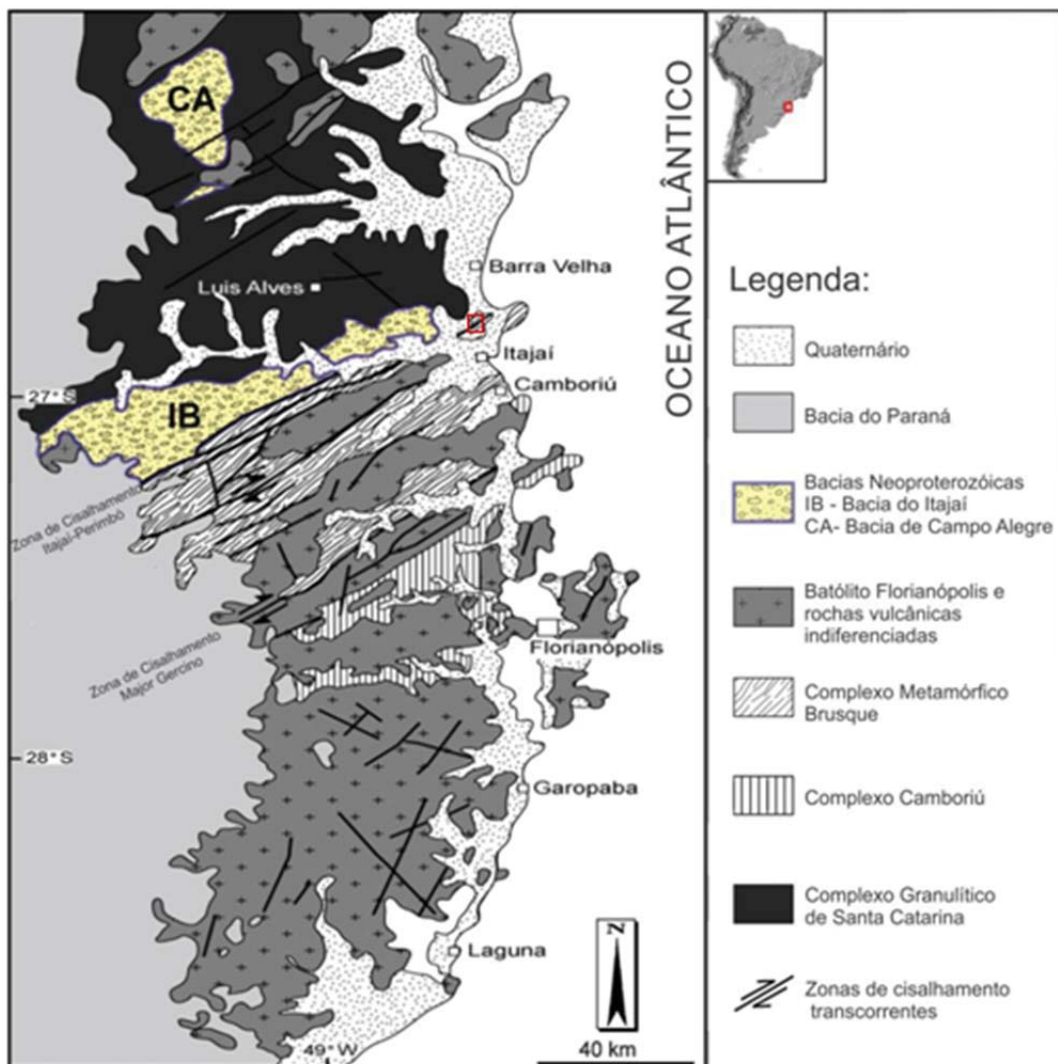 CA
OCEANO ATLÂNTICO
Barra Velha
Luis Alves
Itajaí
Camboriú
27°S
IB
Zona de Cisalhamento
Itajaí-Perimbó
Florianópolis
Zona de Cisalhamento
Major Gercino
28°S
Garopaba
Laguna
N
49°W
40 km
Legenda:
Quaternário
Bacia do Paraná
Bacias Neoproterozóicas
IB - Bacia do Itajaí
CA- Bacia de Campo Alegre
Batólito Florianópolis e
rochas vulcânicas
indiferenciadas
Complexo Metamórfico
Brusque
Complexo Camboriú
Complexo Granulítico
de Santa Catarina
Zonas de cisalhamento
transcorrentes